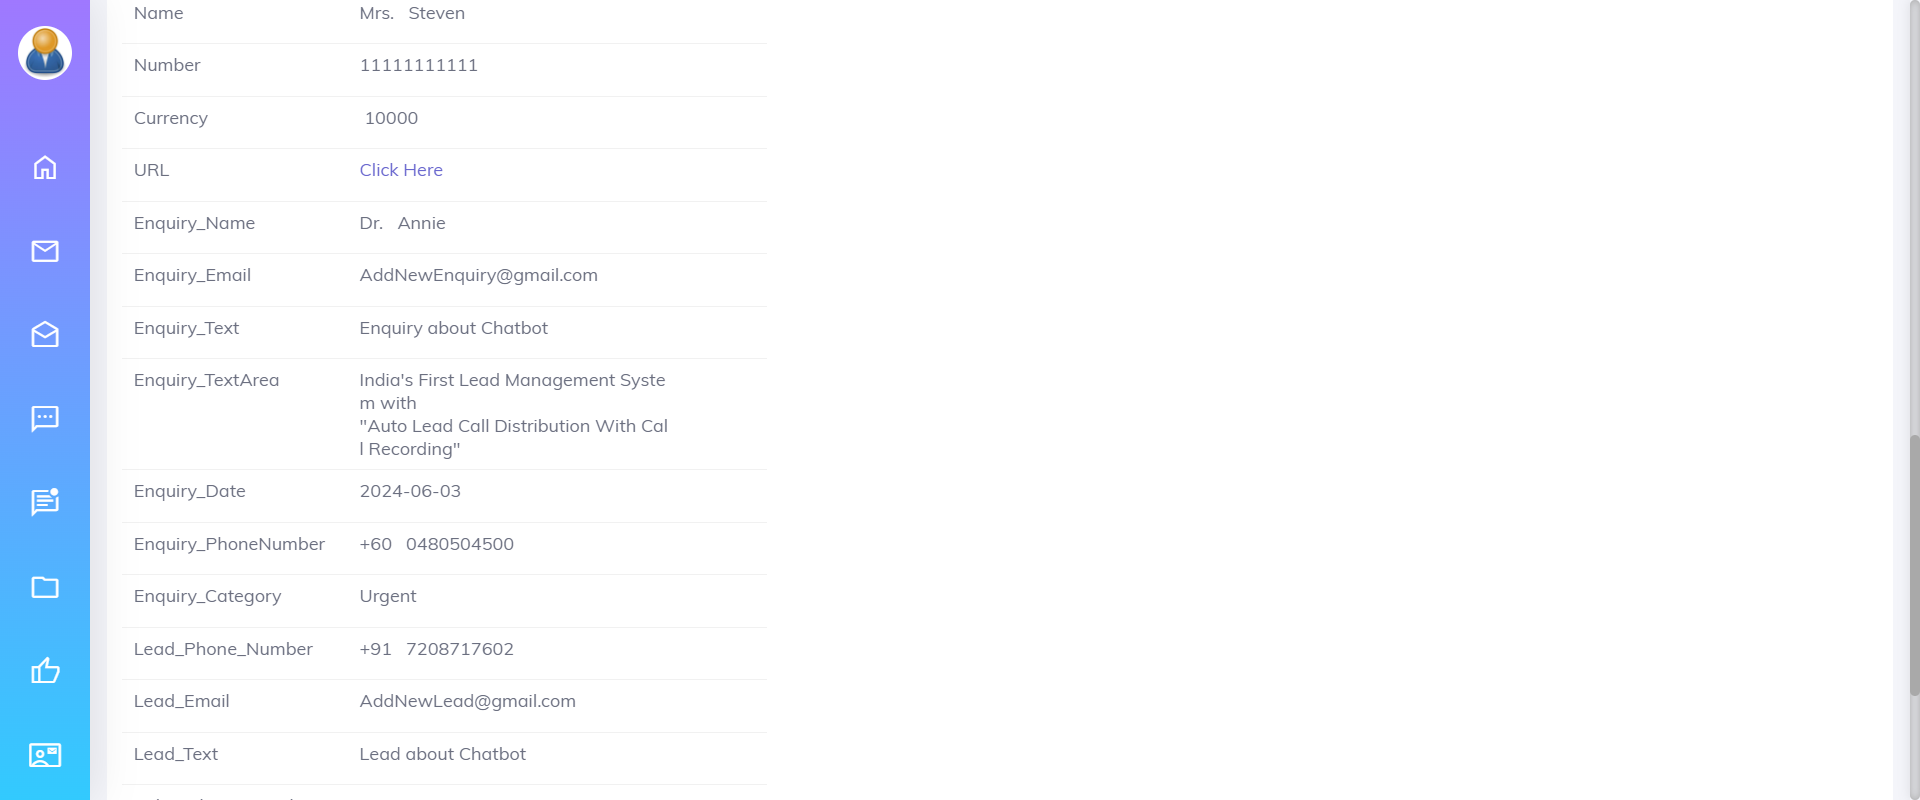 Name Mrs. Steven
Number 11111111111
Currency 10000
URL Click Here
Enquiry_Name Dr. Annie
Enquiry_Email AddNewEnquiry@gmail.com
Enquiry_Text Enquiry about Chatbot
Enquiry_TextArea India's First Lead Management Syste
m with
"Auto Lead Call Distribution With Cal
l Recording"
Enquiry_Date 2024-06-03
Enquiry_PhoneNumber +60 0480504500
Enquiry_Category Urgent
Lead_Phone_Number +91 7208717602
Lead_Email AddNewLead@gmail.com
Lead_Text Lead about Chatbot